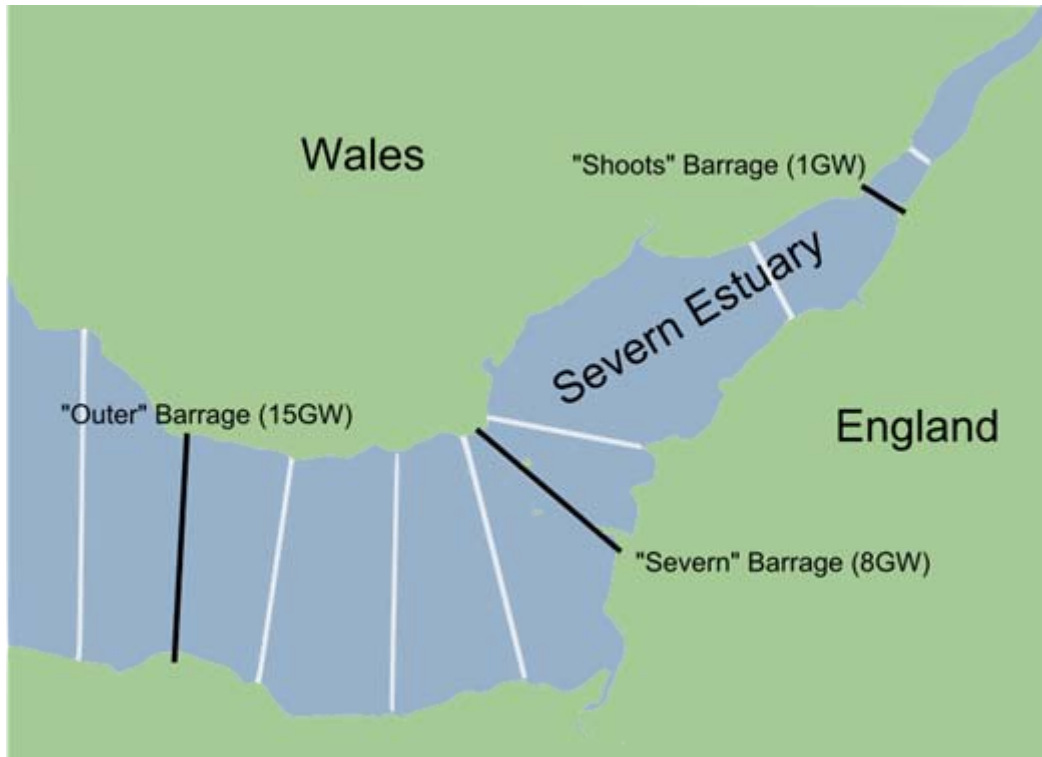 Wales
"Shoots" Barrage (1GW)
Severn Estuary
"Outer" Barrage (15GW)
England
"Severn" Barrage (8GW)